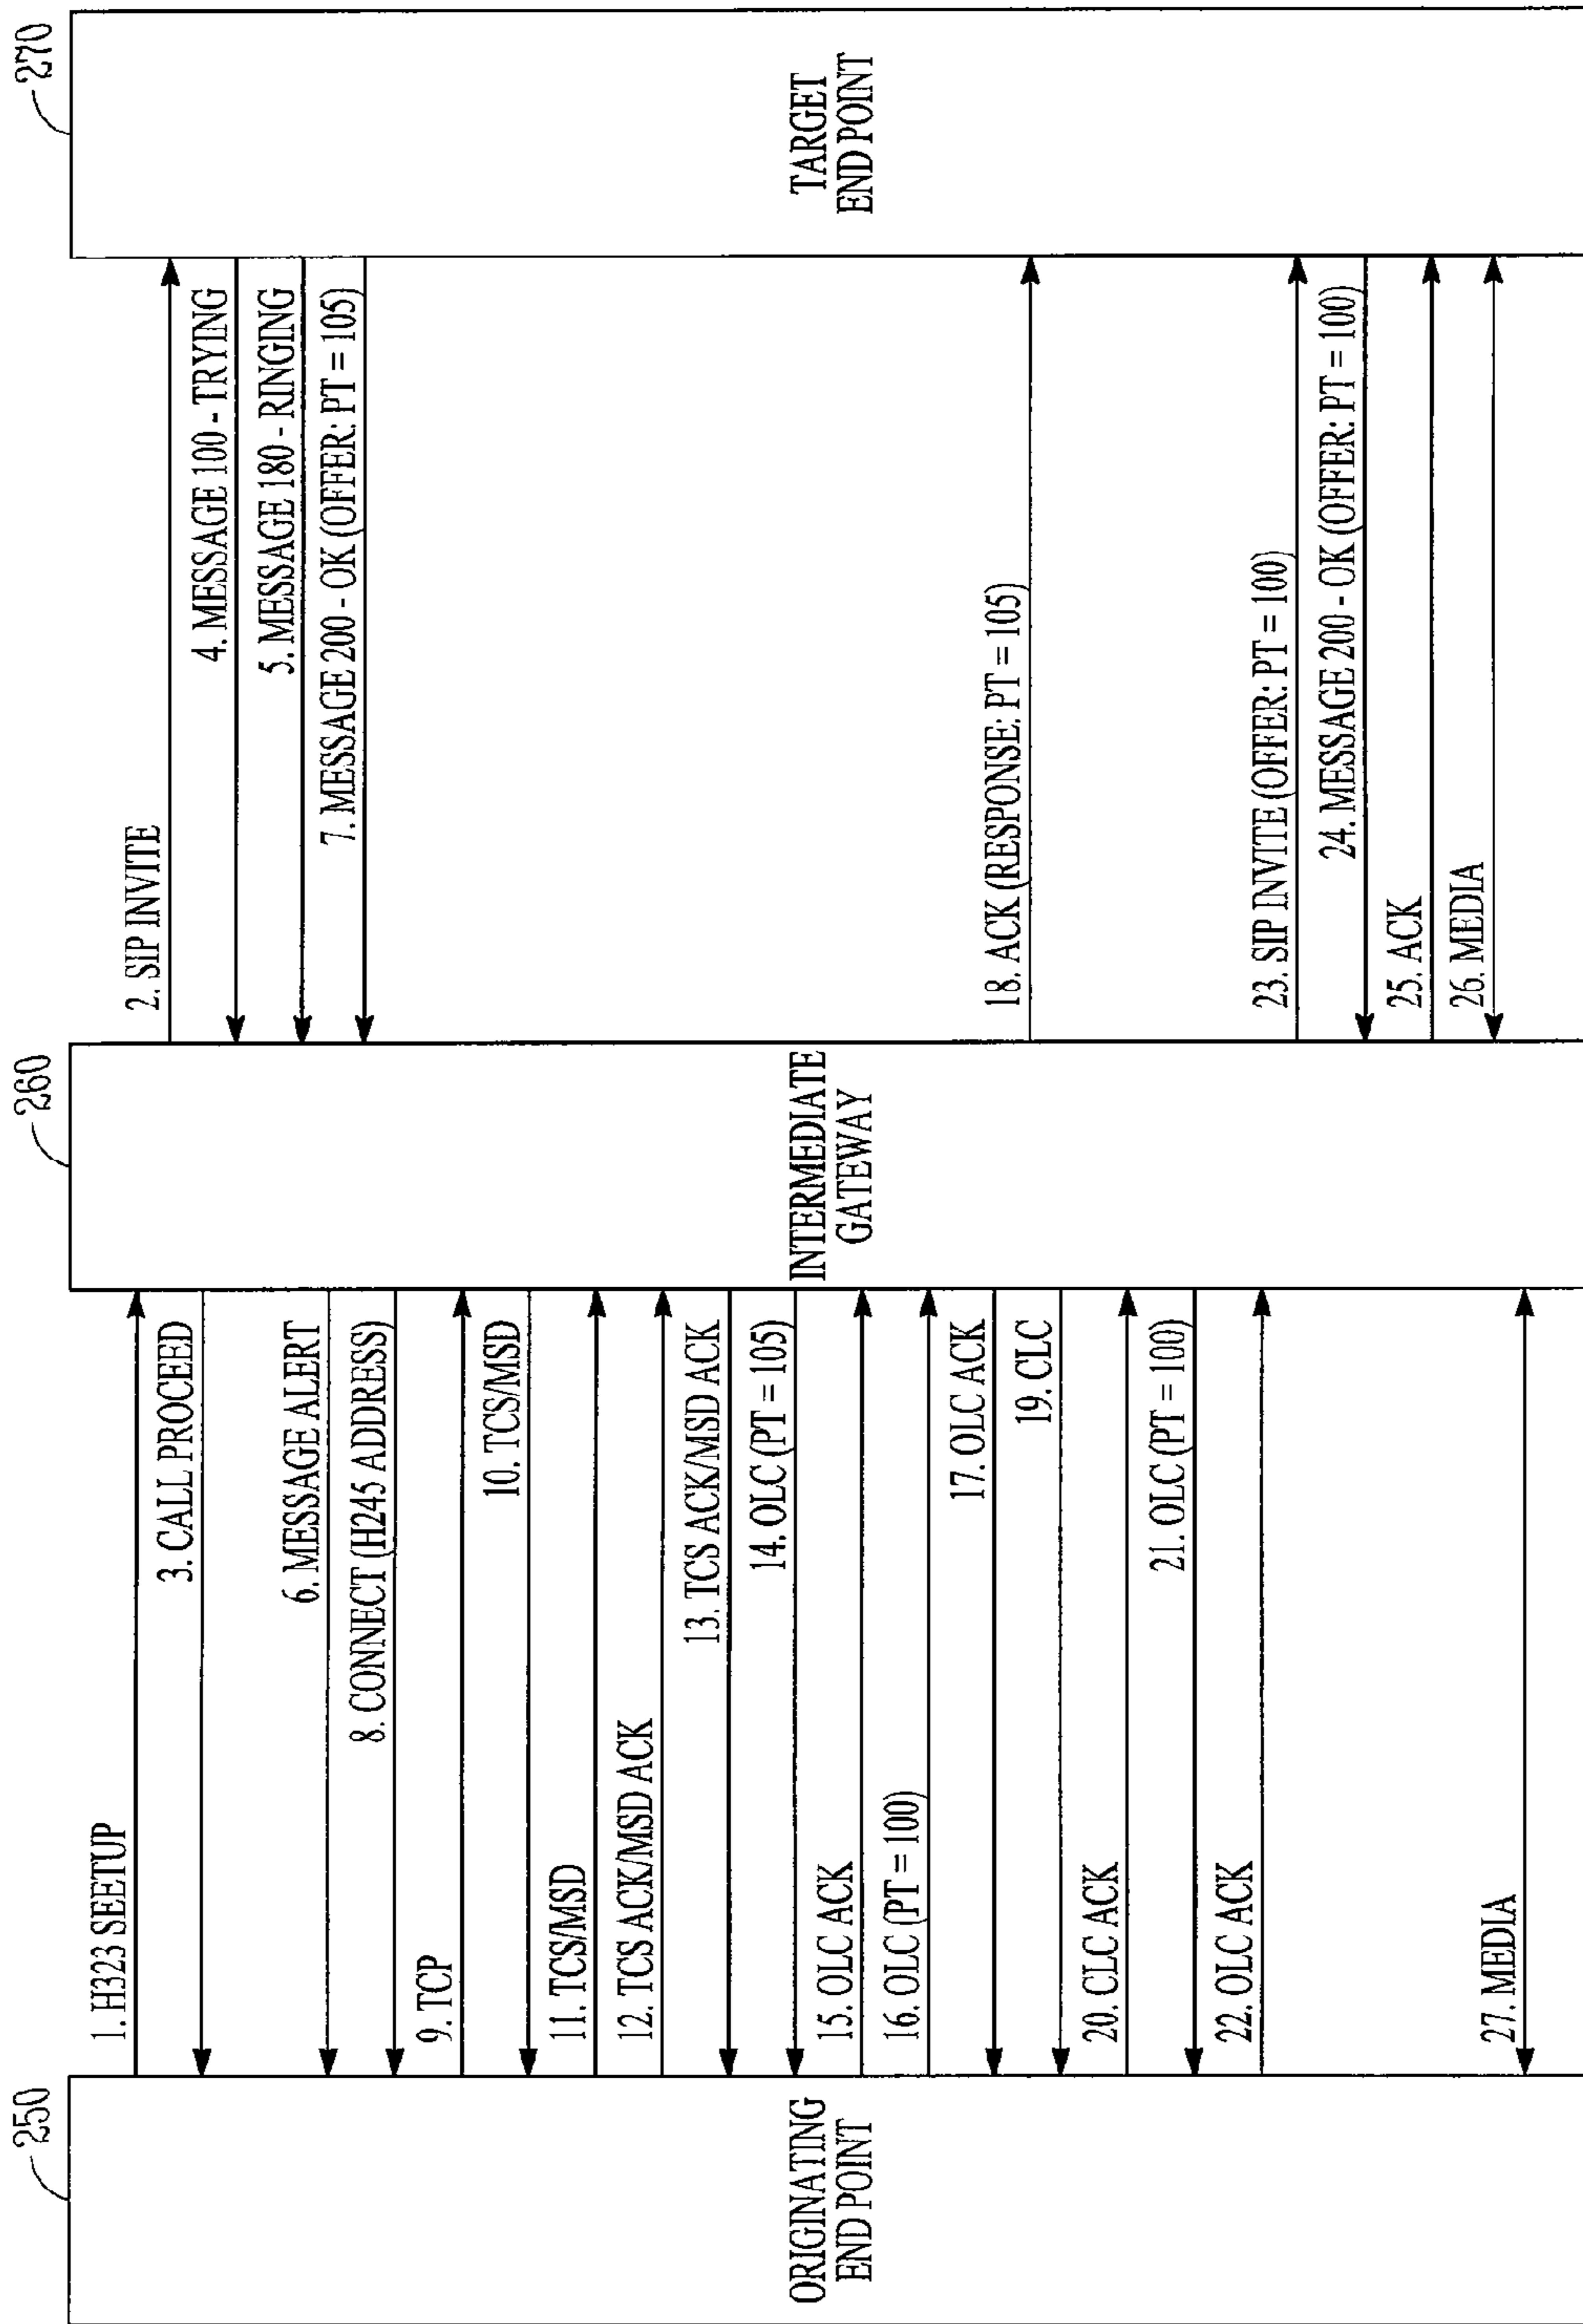 250
260
270
ORIGINATING
END POINT
INTERMEDIATE
GATEWAY
TARGET
END POINT
1. H323 SEETUP
2. SIP INVITE
3. CALL PROCEED
4. MESSAGE 100 - TRYING
5. MESSAGE 180 - RINGING
6. MESSAGE ALERT
7. MESSAGE 200 - OK (OFFER: PT = 105)
8. CONNECT (H245 ADDRESS)
9. TCP
10. TCS/MSD
11. TCS/MSD
12. TCS ACK/MSD ACK
13. TCS ACK/MSD ACK
14. OLC (PT = 105)
15. OLC ACK
16. OLC (PT = 100)
17. OLC ACK
18. ACK (RESPONSE: PT = 105)
19. CLC
20. CLC ACK
21. OLC (PT = 100)
22. OLC ACK
23. SIP INVITE (OFFER: PT = 100)
24. MESSAGE 200 - OK (OFFER: PT = 100)
25. ACK
26. MEDIA
27. MEDIA